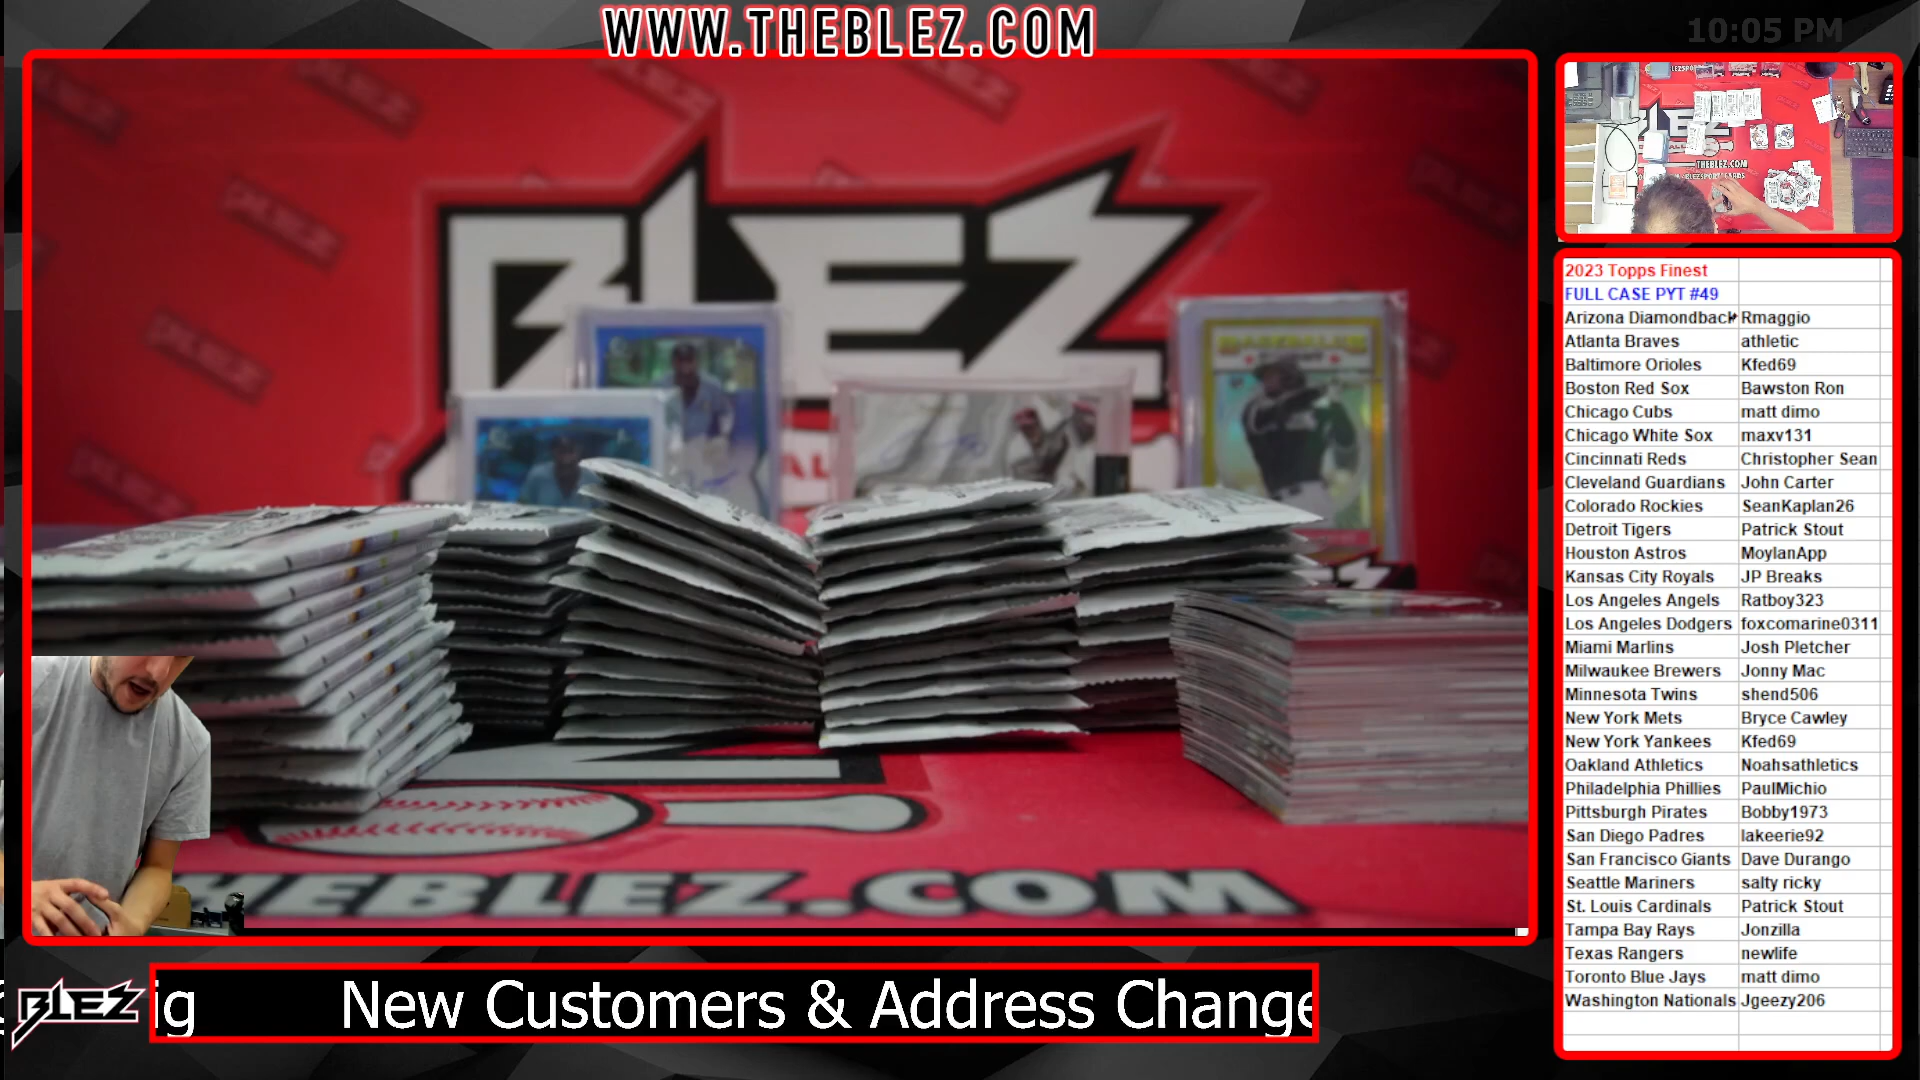 WWW.THEBLEZ.COM
10:05 PM
BLEZ
THEBLEZ.COM
2023 Topps Finest
FULL CASE PYT #49
Arizona Diamondback Rmaggio
Atlanta Braves athletic
Baltimore Orioles Kfed69
Boston Red Sox Bawston Ron
Chicago Cubs matt dimo
Chicago White Sox maxv131
Cincinnati Reds Christopher Sean
Cleveland Guardians John Carter
Colorado Rockies SeanKaplan26
Detroit Tigers Patrick Stout
Houston Astros MoylanApp
Kansas City Royals JP Breaks
Los Angeles Angels Ratboy323
Los Angeles Dodgers foxcomarine0311
Miami Marlins Josh Pletcher
Milwaukee Brewers Jonny Mac
Minnesota Twins shend506
New York Mets Bryce Cawley
New York Yankees Kfed69
Oakland Athletics Noahsathletics
Philadelphia Phillies PaulMichio
Pittsburgh Pirates Bobby1973
San Diego Padres lakeerie92
San Francisco Giants Dave Durango
Seattle Mariners salty ricky
St. Louis Cardinals Patrick Stout
Tampa Bay Rays Jonzilla
Texas Rangers newlife
Toronto Blue Jays matt dimo
Washington Nationals Jgeezy206
HEBLEZ.COM
BLEZ
ig New Customers & Address Change